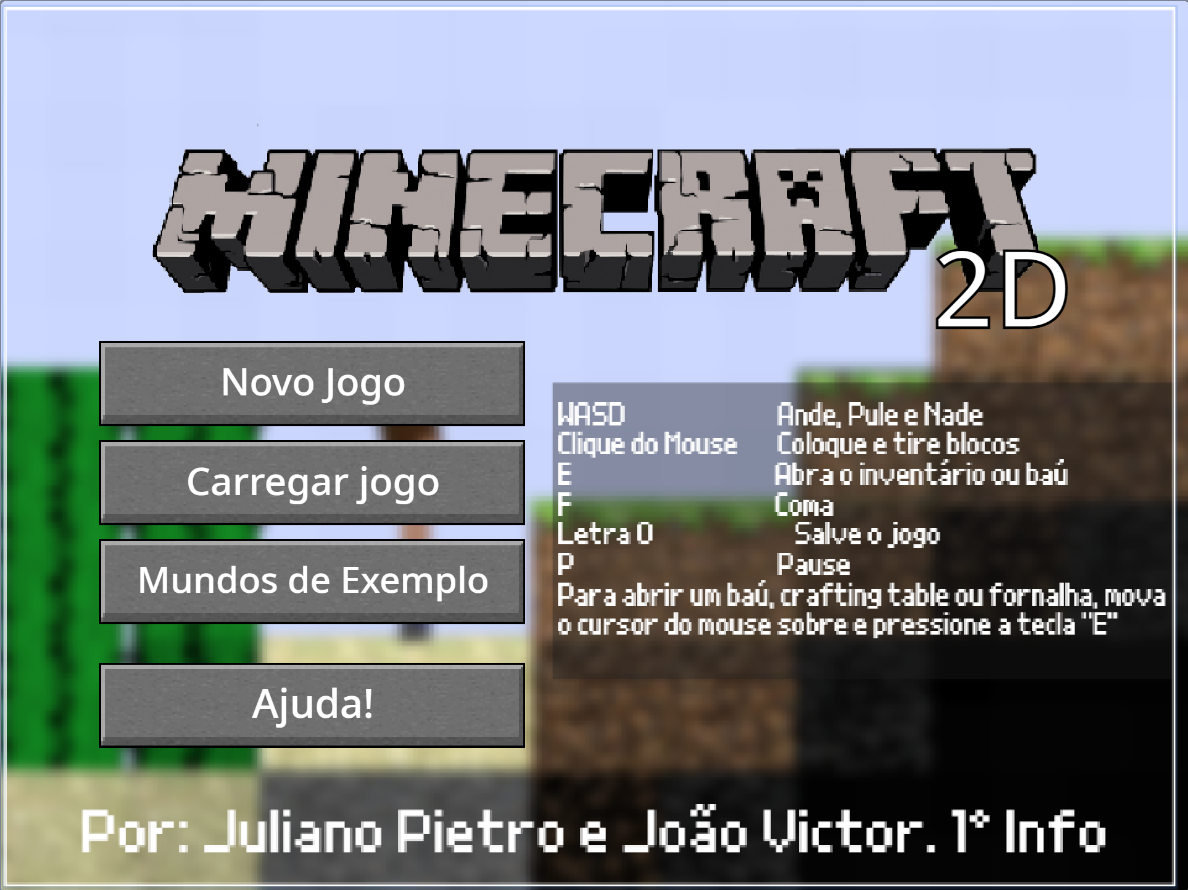 MINECRAFT
2D
Novo Jogo
Carregar jogo
Mundos de Exemplo
Ajuda!
WASD Ande, Pule e Nade
Clique do Mouse Coloque e tire blocos
E Abra o inventário ou baú
F Coma
Letra O Salve o jogo
P Pause
Para abrir um baú, crafting table ou fornalha, mova
o cursor do mouse sobre e pressione a tecla "E"
Por: Juliano Pietro e João Victor. 1° Info